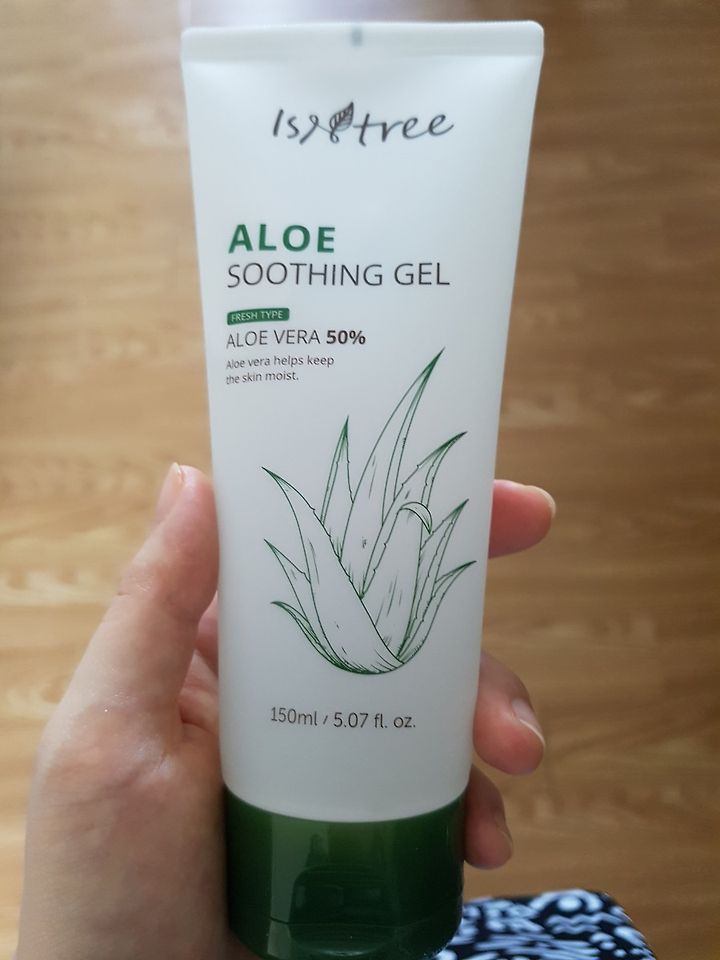 Isntree
ALOE
SOOTHING GEL
FRESH TYPE
ALOE VERA 50%
Aloe vera helps keep
the skin moist.
150ml / 5.07 fl. oz.